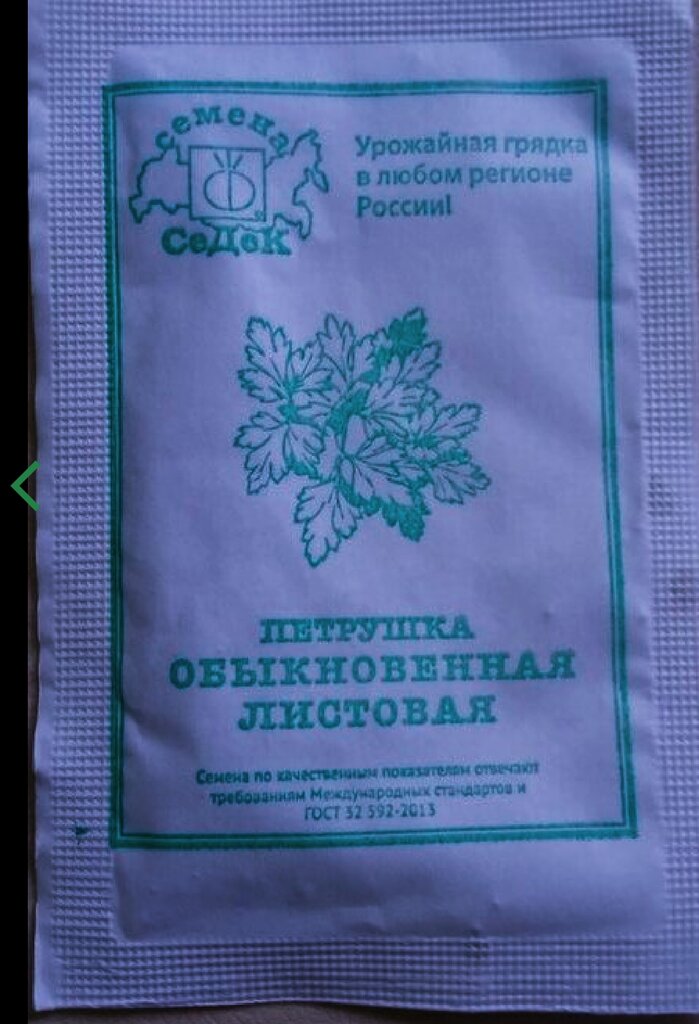 семена
СеДеК
Урожайная грядка
в любом регионе
России!
ПЕТРУШКА
ОБЫКНОВЕННАЯ
ЛИСТОВАЯ
Семена по качественным показателям отвечают
требованиям Международных стандартов и
ГОСТ 32 592-2013